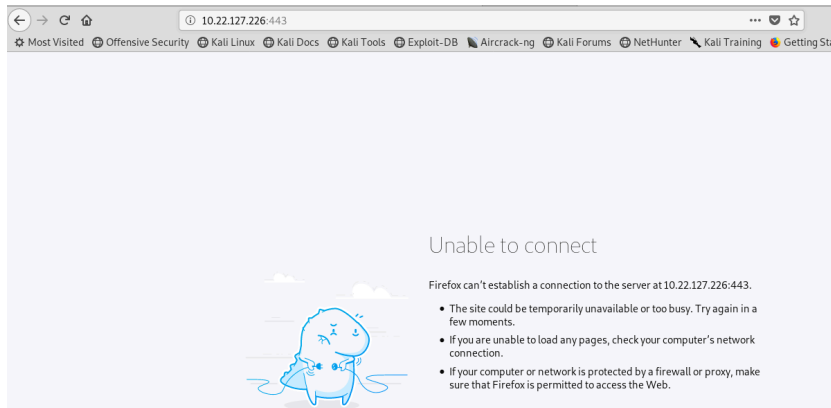 10.22.127.226:443
Most Visited Offensive Security Kali Linux Kali Docs Kali Tools Exploit-DB Aircrack-ng Kali Forums NetHunter Kali Training Getting Sta
Unable to connect
Firefox can’t establish a connection to the server at 10.22.127.226:443.
• The site could be temporarily unavailable or too busy. Try again in a
few moments.
• If you are unable to load any pages, check your computer’s network
connection.
• If your computer or network is protected by a firewall or proxy, make
sure that Firefox is permitted to access the Web.